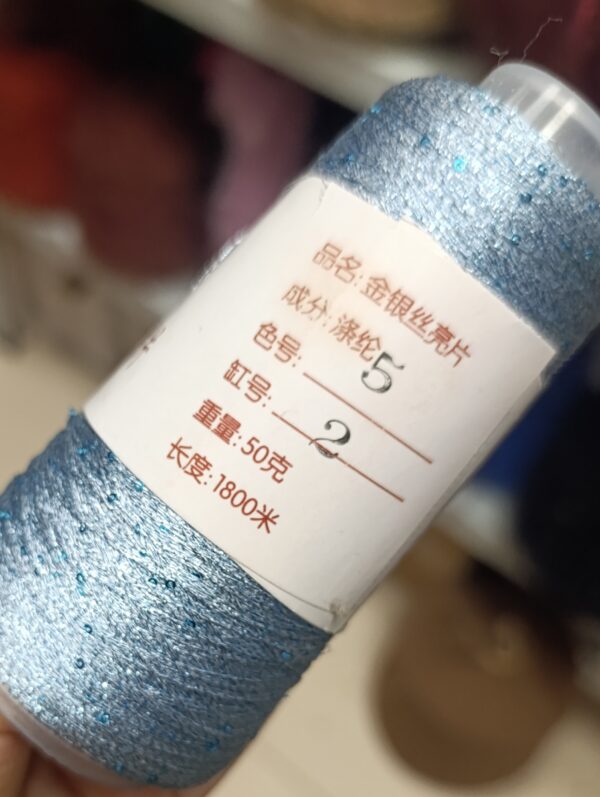 品名: 金银丝亮片
成分: 涤纶
色号: 5
缸号: 2
重量: 50克
长度: 1800米